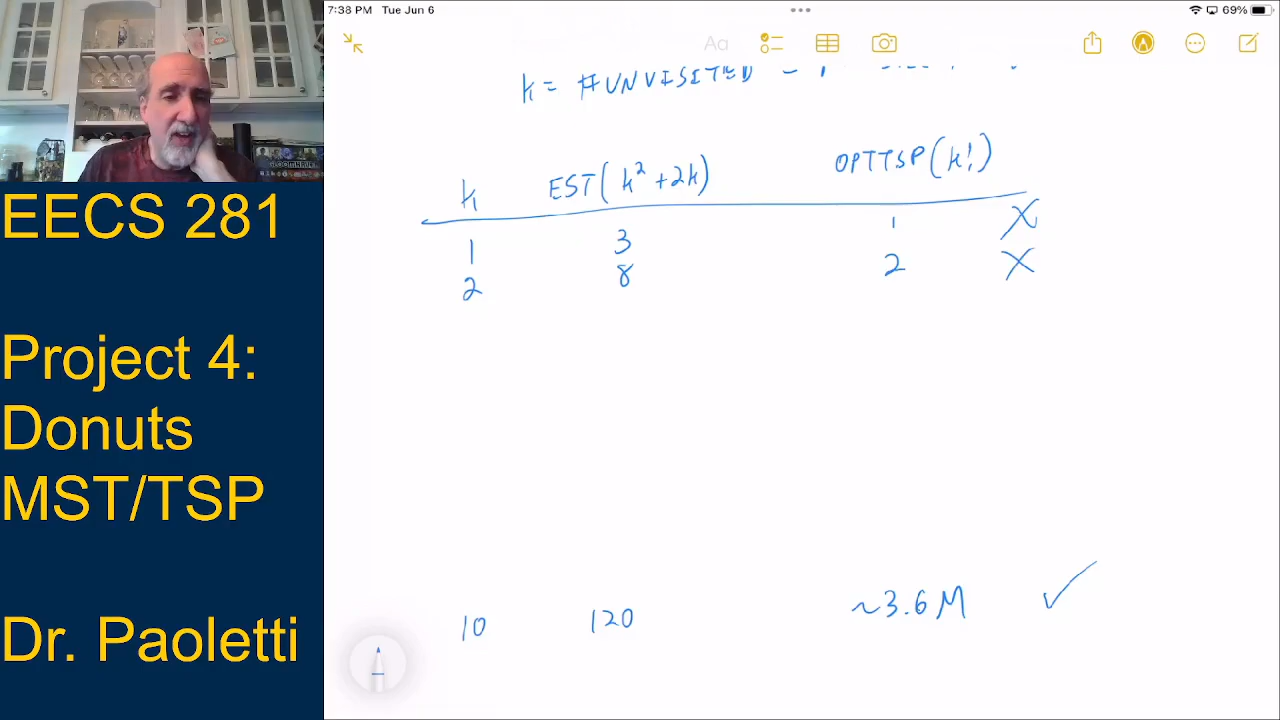 7:38 PM Tue Jun 6
69%
Aa
k = #UNVISITED
k EST(k²+2k) OPTTSP(k!)
1 3 1 X
2 8 2 X
10 120 ~3.6M ✓
EECS 281
Project 4:
Donuts
MST/TSP
Dr. Paoletti